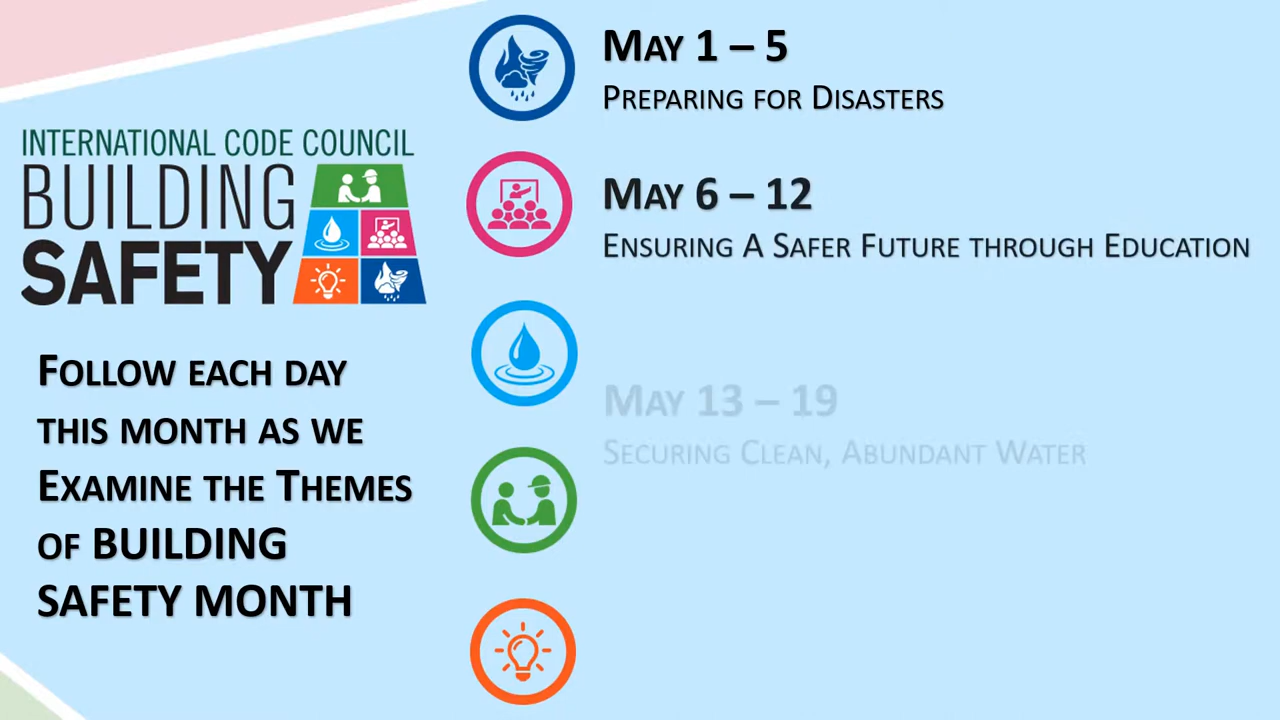 INTERNATIONAL CODE COUNCIL
BUILDING
SAFETY
FOLLOW EACH DAY
THIS MONTH AS WE
EXAMINE THE THEMES
OF BUILDING
SAFETY MONTH
MAY 1 – 5
PREPARING FOR DISASTERS
MAY 6 – 12
ENSURING A SAFER FUTURE THROUGH EDUCATION
MAY 13 – 19
SECURING CLEAN, ABUNDANT WATER